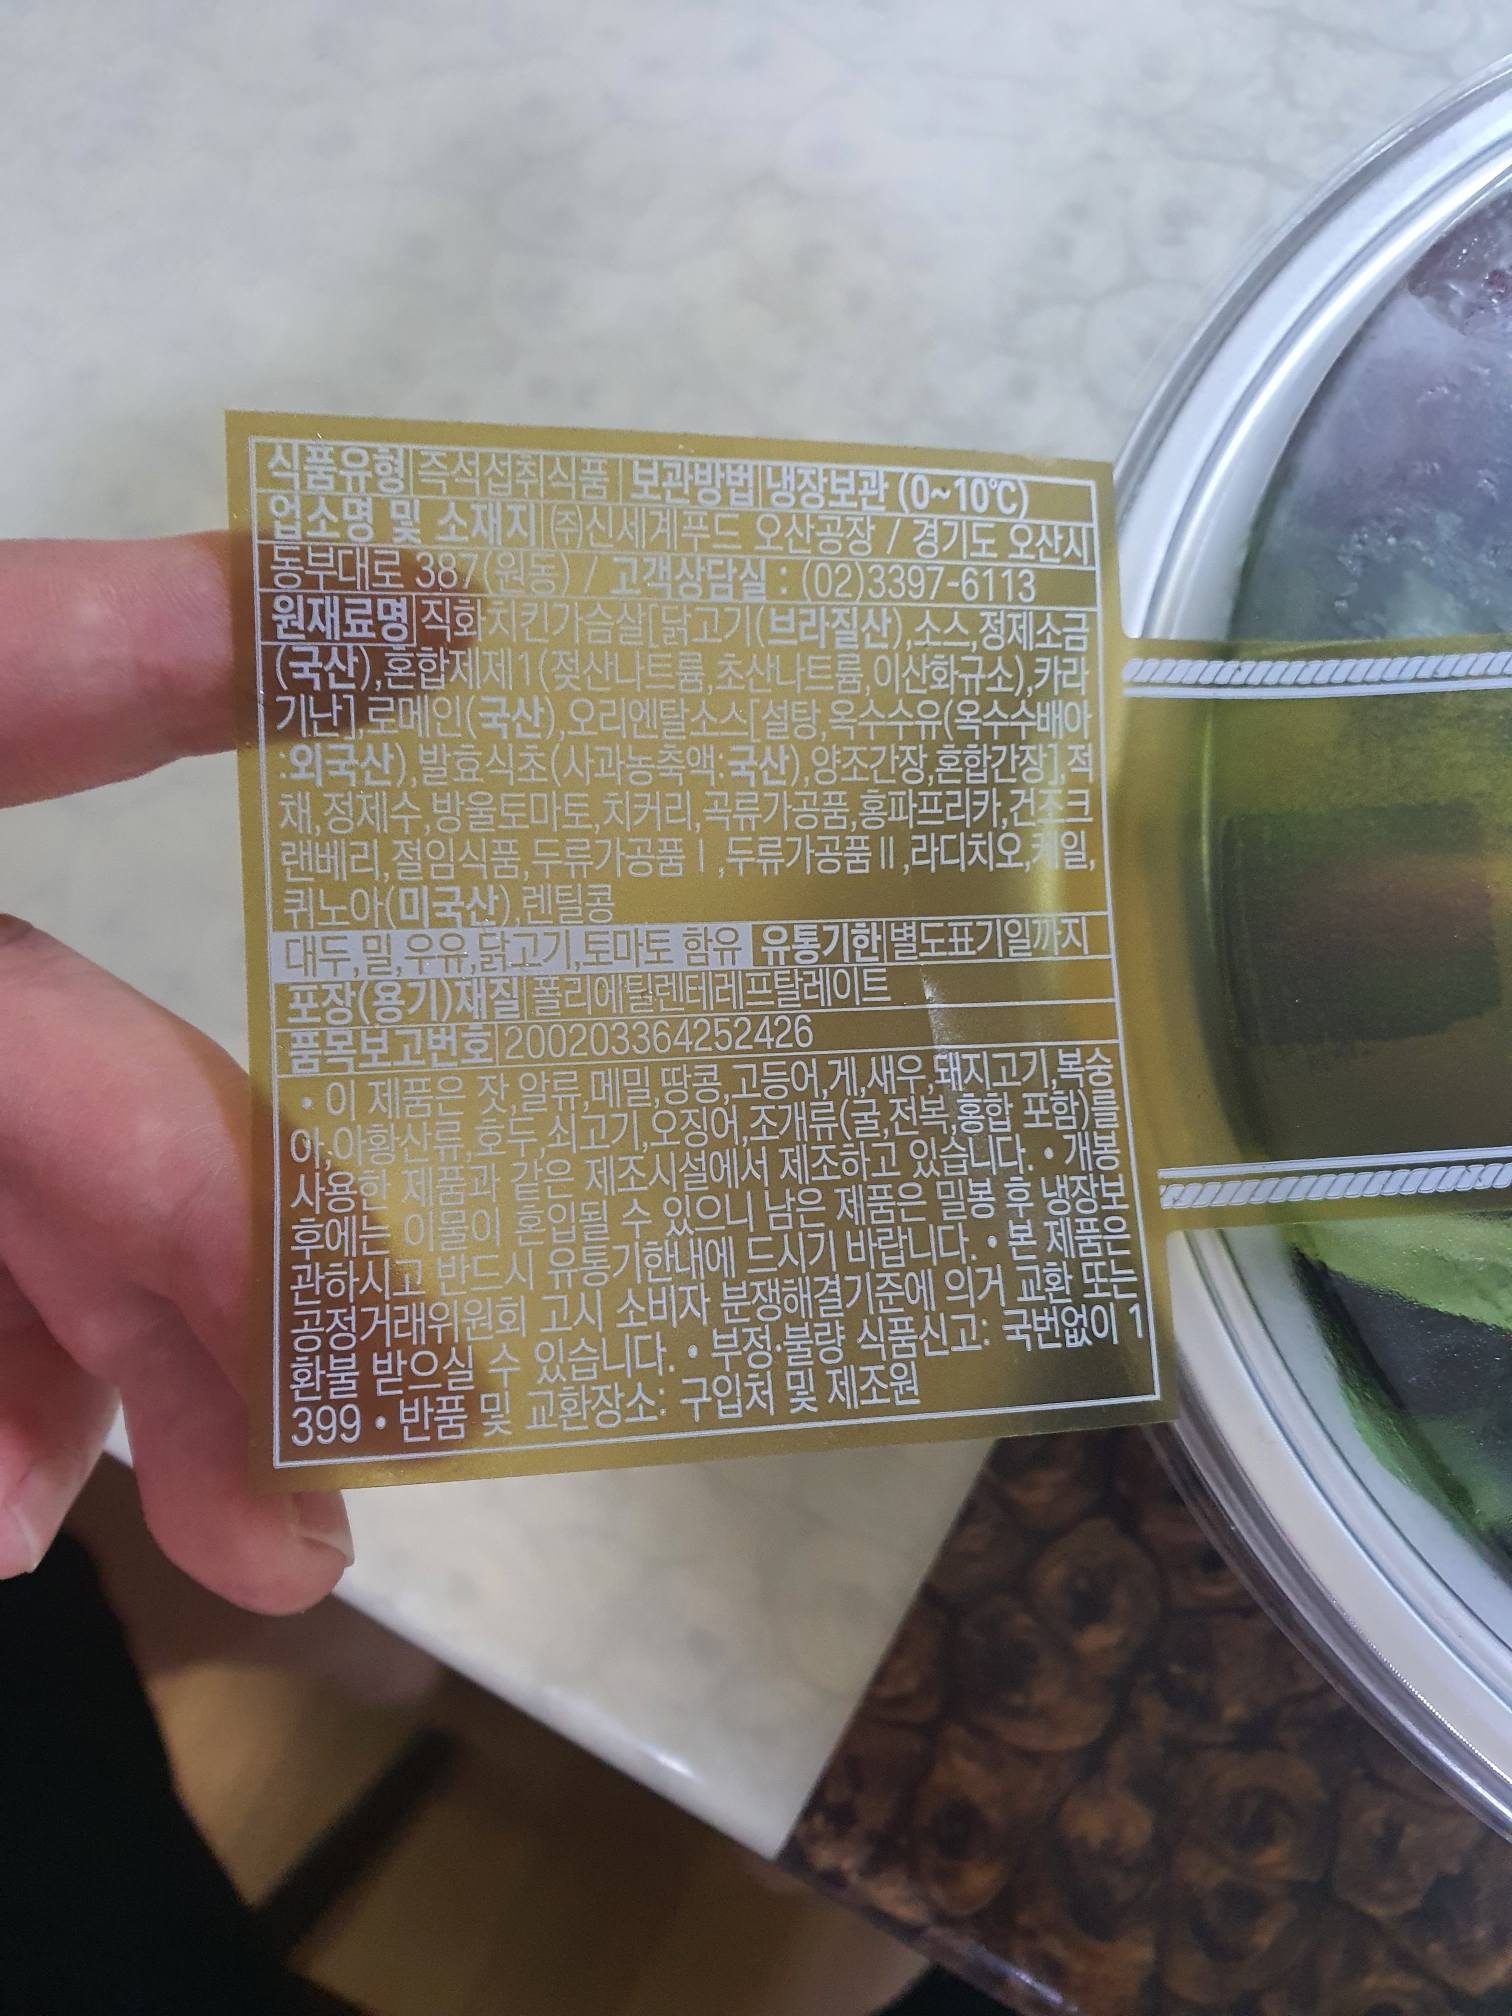 식품유형 즉석섭취식품 보관방법 냉장보관 (0~10℃)
업소명 및 소재지 ㈜신세계푸드 오산공장 / 경기도 오산시
동부대로 387(원동) / 고객상담실 : (02)3397-6113
원재료명 직화치킨가슴살[닭고기(브라질산),소스,정제소금
(국산),혼합제제1(젖산나트륨,초산나트륨,이산화규소),카라
기난],로메인(국산),오리엔탈소스[설탕,옥수수유(옥수수배아
:외국산),발효식초(사과농축액:국산),양조간장,혼합간장],적
채,정제수,방울토마토,치커리,곡류가공품,홍파프리카,건조크
랜베리,절임식품,두류가공품Ⅰ,두류가공품Ⅱ,라디치오,케일,
퀴노아(미국산),렌틸콩
대두,밀,우유,닭고기,토마토 함유 유통기한 별도표기일까지
포장(용기)재질 폴리에틸렌테레프탈레이트
품목보고번호 200203364252426
• 이 제품은 잣,알류,메밀,땅콩,고등어,게,새우,돼지고기,복숭
아,아황산류,호두,쇠고기,오징어,조개류(굴,전복,홍합 포함)를
사용한 제품과 같은 제조시설에서 제조하고 있습니다. • 개봉
후에는 이물이 혼입될 수 있으니 남은 제품은 밀봉 후 냉장보
관하시고 반드시 유통기한내에 드시기 바랍니다. • 본 제품은
공정거래위원회 고시 소비자 분쟁해결기준에 의거 교환 또는
환불 받으실 수 있습니다. • 부정·불량 식품신고: 국번없이 1
399 • 반품 및 교환장소: 구입처 및 제조원